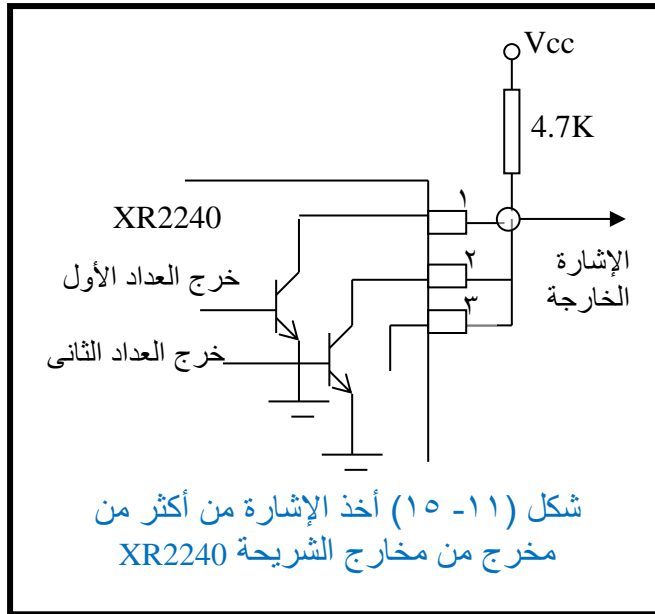 Vcc
4.7K
XR2240
١
الإشارة
الخارجة
خرج العداد الأول
٢
٣
خرج العداد الثانى
شكل (١١- ١٥) أخذ الإشارة من أكثر من
مخرج من مخارج الشريحة XR2240